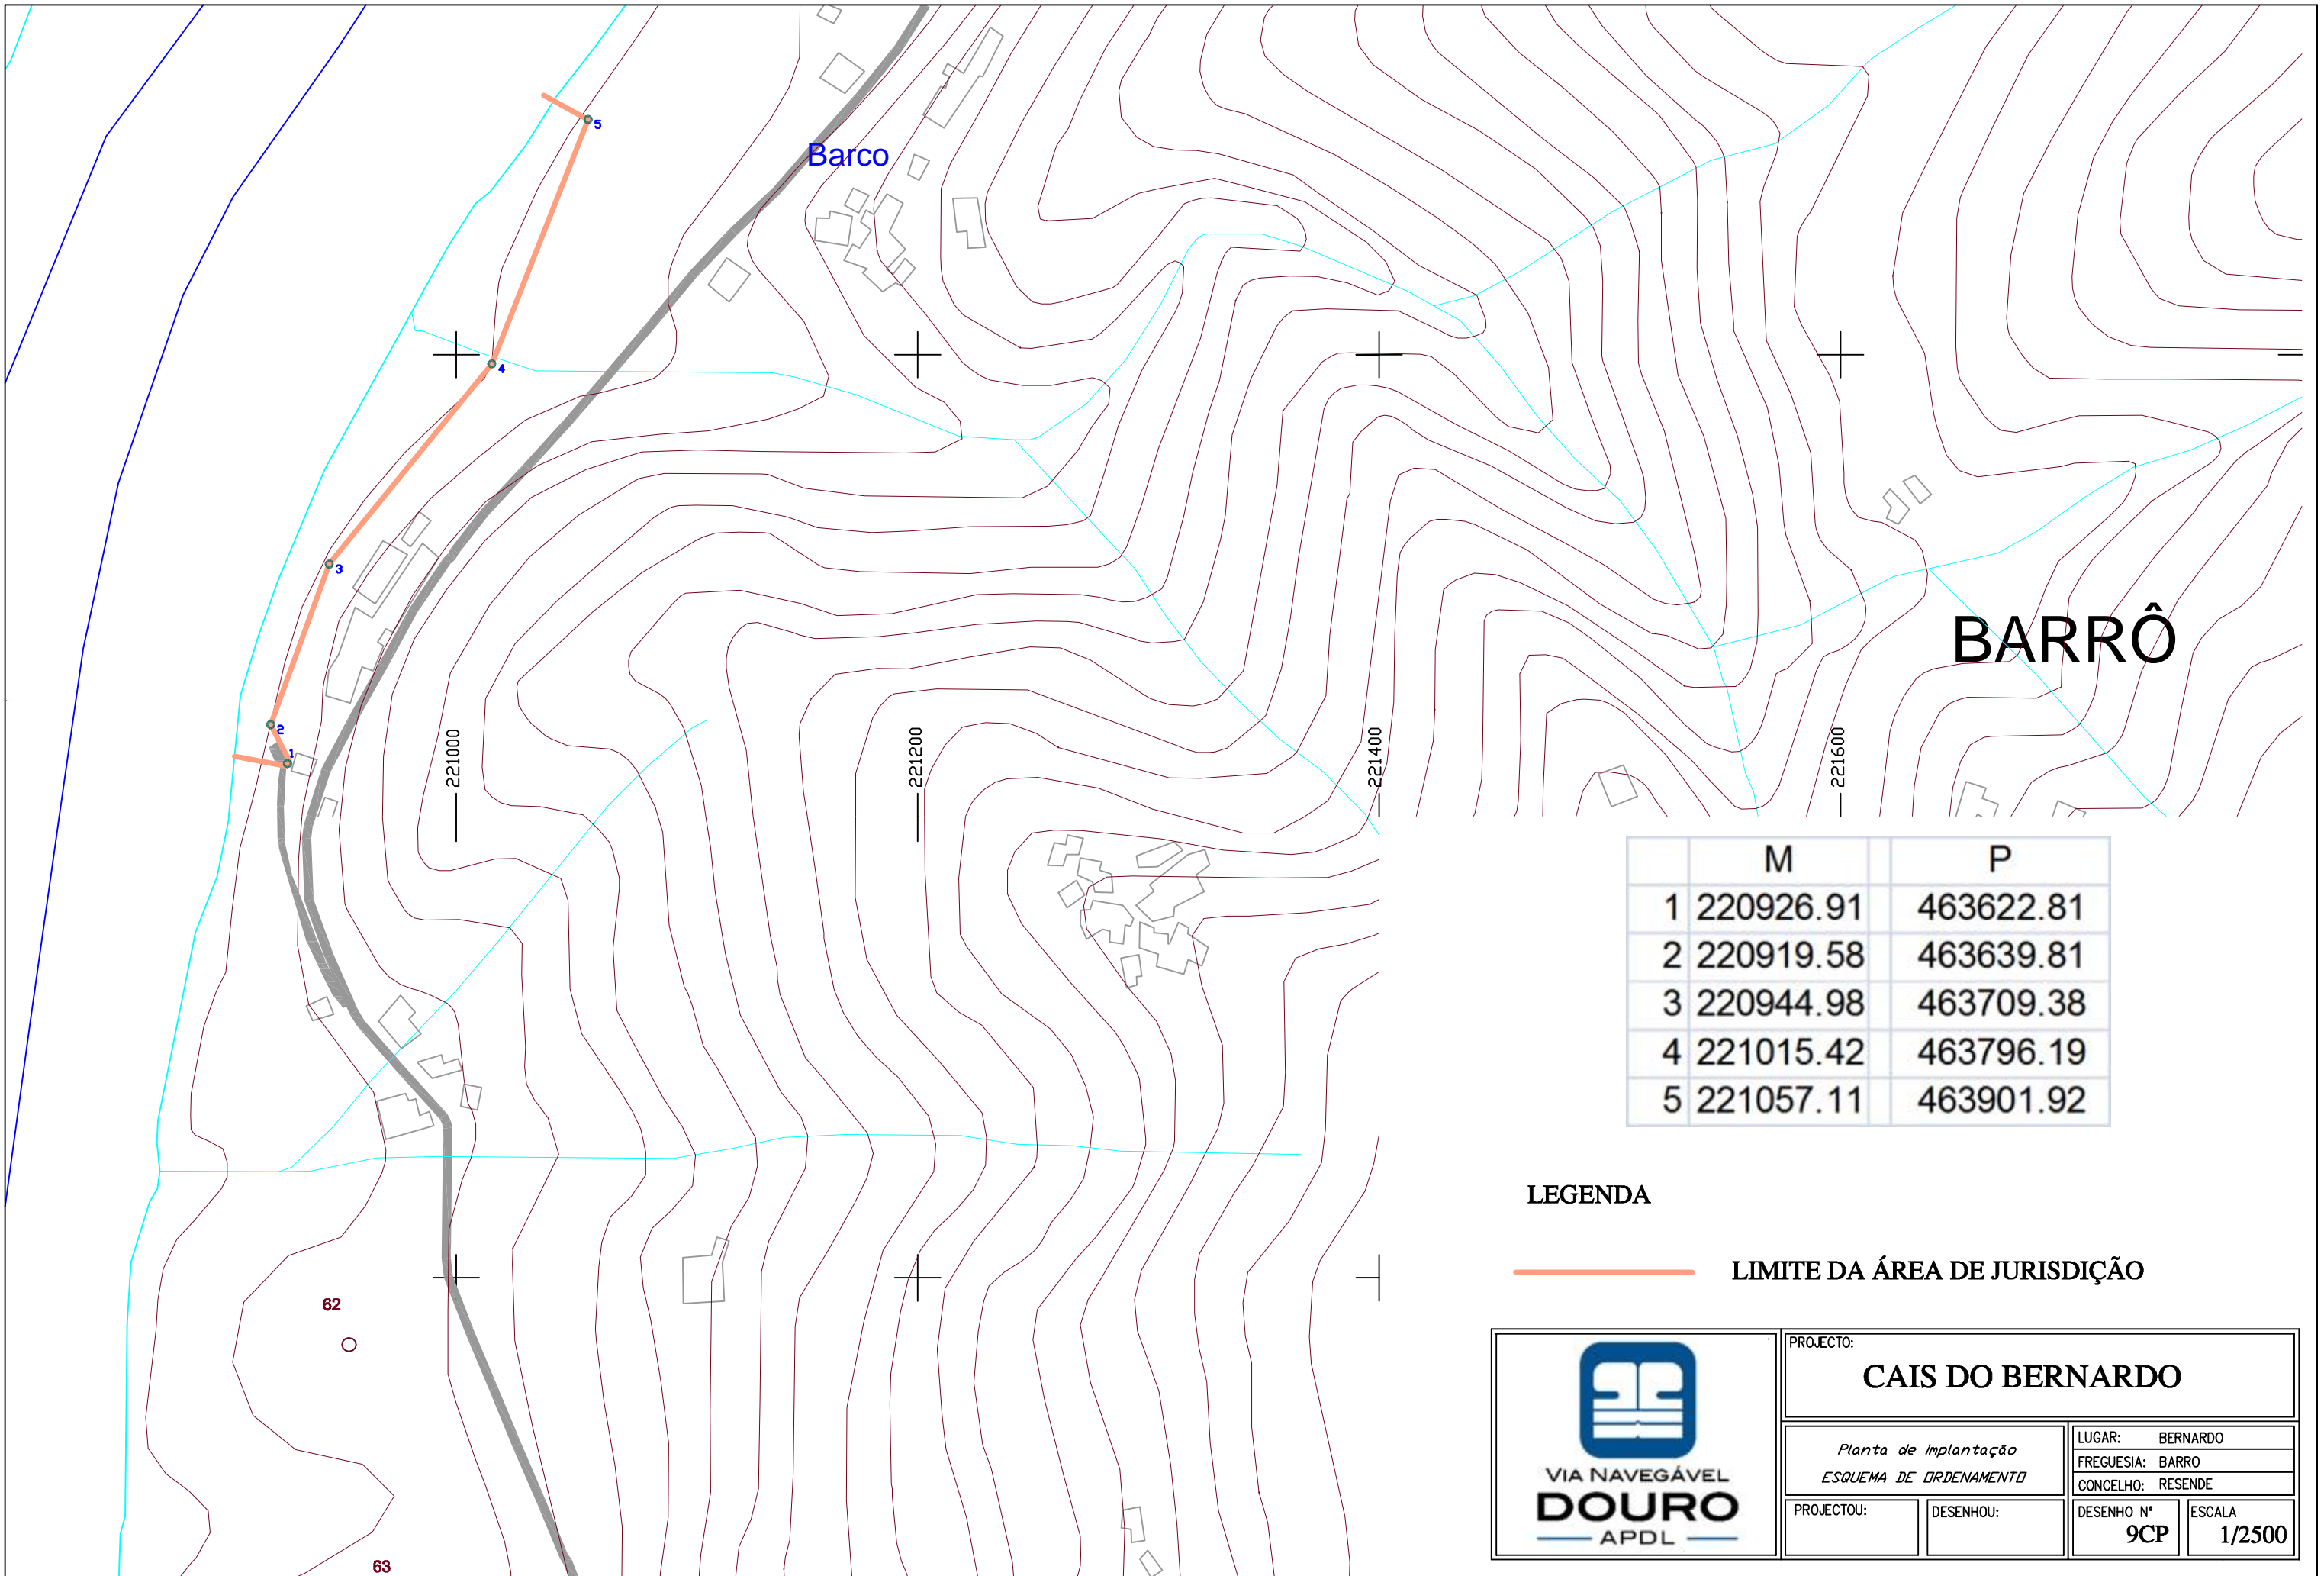 5
Barco
4
3
BARRÔ
2
1
221000
221200
221400
221600
M P
1 220926.91 463622.81
2 220919.58 463639.81
3 220944.98 463709.38
4 221015.42 463796.19
5 221057.11 463901.92
LEGENDA
LIMITE DA ÁREA DE JURISDIÇÃO
62
63
VIA NAVEGÁVEL
DOURO
APDL
PROJECTO:
CAIS DO BERNARDO
Planta de implantação
ESQUEMA DE ORDENAMENTO
LUGAR: BERNARDO
FREGUESIA: BARRO
CONCELHO: RESENDE
PROJECTOU:
DESENHOU:
DESENHO Nº
9CP
ESCALA
1/2500